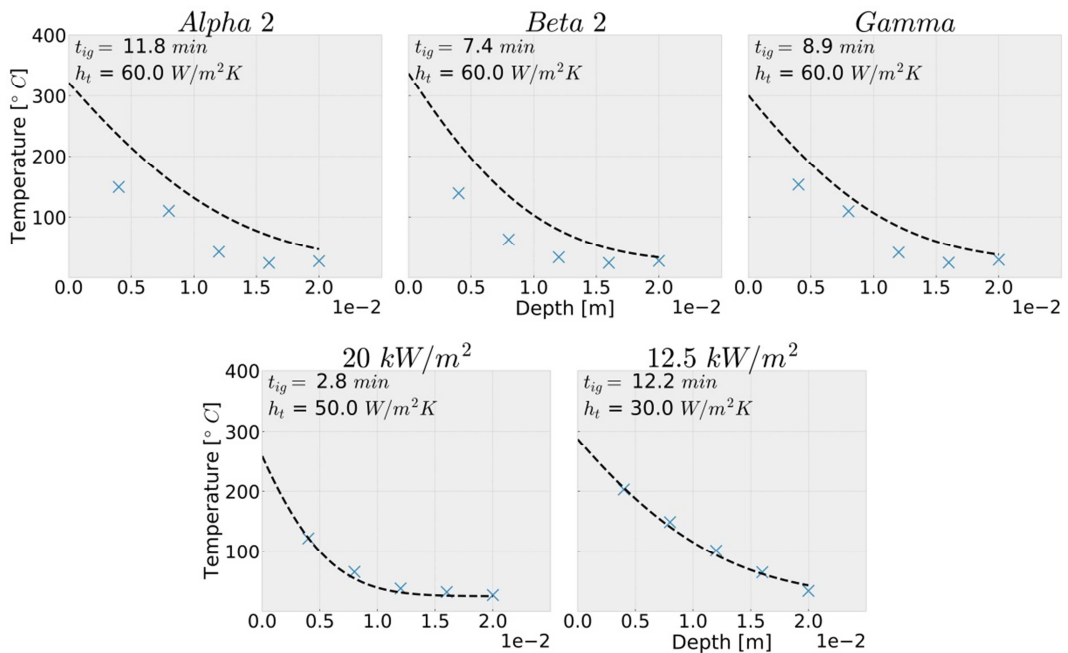 Alpha 2 Beta 2 Gamma
400
t_ig = 11.8 min t_ig = 7.4 min t_ig = 8.9 min
h_t = 60.0 W/m²K h_t = 60.0 W/m²K h_t = 60.0 W/m²K
300
200
100
Temperature [° C]
0.0 0.5 1.0 1.5 2.0 0.0 0.5 1.0 1.5 2.0 0.0 0.5 1.0 1.5 2.0
1e−2 Depth [m] 1e−2 1e−2
20 kW/m² 12.5 kW/m²
400
t_ig = 2.8 min t_ig = 12.2 min
h_t = 50.0 W/m²K h_t = 30.0 W/m²K
300
200
100
Temperature [° C]
0.0 0.5 1.0 1.5 2.0 0.0 0.5 1.0 1.5 2.0
1e−2 Depth [m] 1e−2